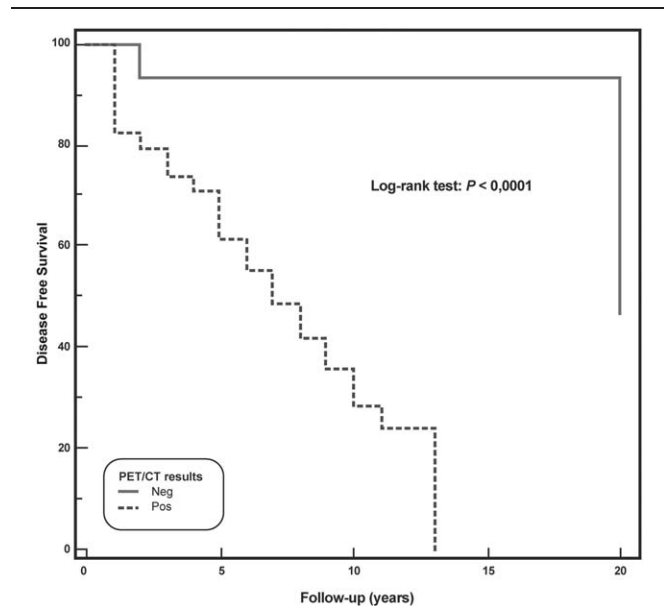 100
80
60
40
20
0
Disease Free Survival
Log-rank test: P < 0,0001
PET/CT results
Neg
Pos
0 5 10 15 20
Follow-up (years)